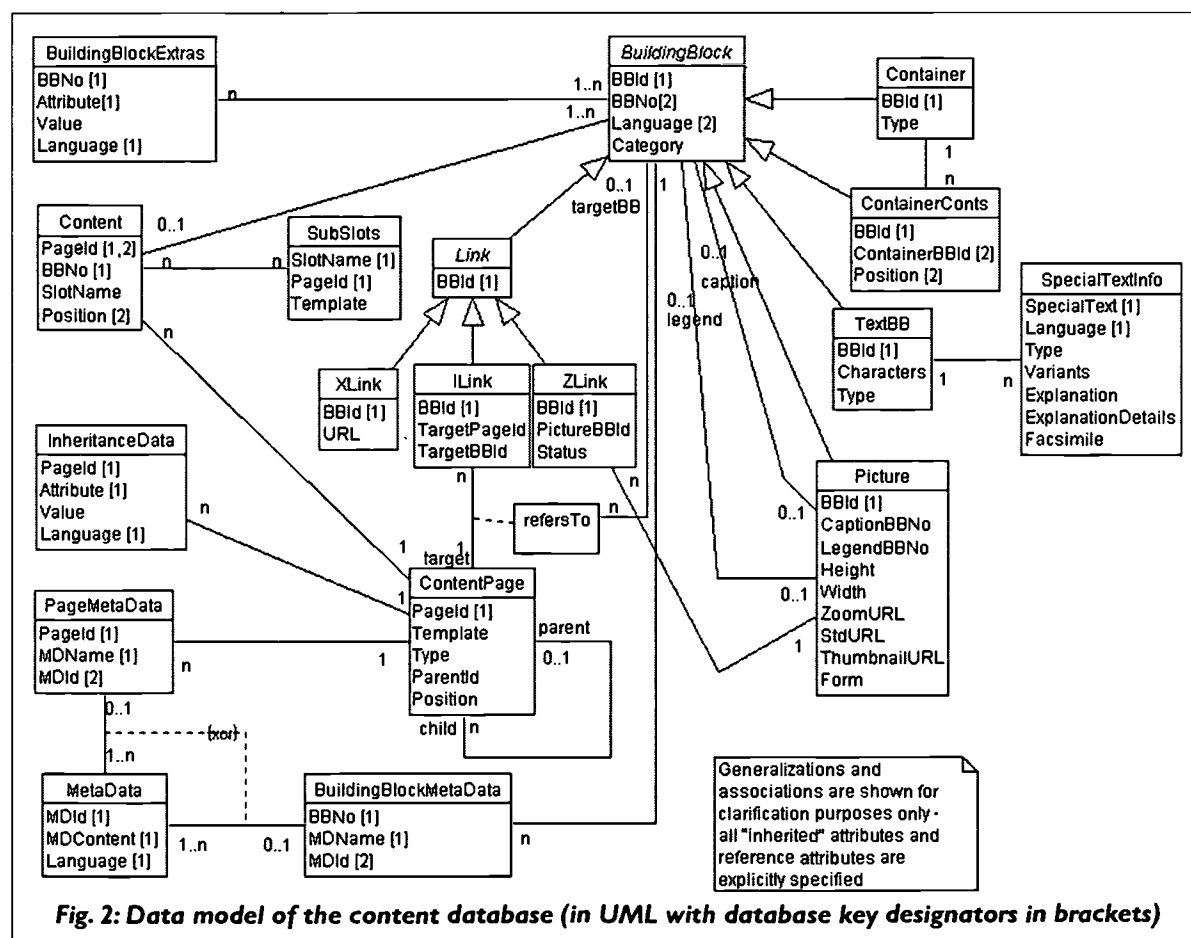 BuildingBlockExtras
BBNo [1]
Attribute[1]
Value
Language [1]
n
1..n
1..n
BuildingBlock
BBId [1]
BBNo[2]
Language [2]
Category
Container
BBId [1]
Type
1
n
ContainerConts
BBId [1]
ContainerBBId [2]
Position [2]
0..1
targetBB
1
Content
PageId [1,2]
BBNo [1]
SlotName
Position [2]
0..1
n
n
n
SubSlots
SlotName [1]
PageId [1]
Template
Link
BBId [1]
0..1
caption
0..1
legend
TextBB
BBId [1]
Characters
Type
1
n
SpecialTextInfo
SpecialText [1]
Language [1]
Type
Variants
Explanation
ExplanationDetails
Facsimile
XLink
BBId [1]
URL
ILink
BBId [1]
TargetPageId
TargetBBId
n
ZLink
BBId [1]
PictureBBId
Status
n
InheritanceData
PageId [1]
Attribute [1]
Value
Language [1]
n
refersTo
n
Picture
BBId [1]
CaptionBBNo
LegendBBNo
Height
Width
ZoomURL
StdURL
ThumbnailURL
Form
0..1
0..1
1
1
target
1
1
ContentPage
PageId [1]
Template
Type
ParentId
Position
parent
0..1
child
n
PageMetaData
PageId [1]
MDName [1]
MDId [2]
n
1
0..1
{xor}
1..n
MetaData
MDId [1]
MDContent [1]
Language [1]
1..n
0..1
BuildingBlockMetaData
BBNo [1]
MDName [1]
MDId [2]
n
Generalizations and
associations are shown for
clarification purposes only -
all "inherited" attributes and
reference attributes are
explicitly specified
Fig. 2: Data model of the content database (in UML with database key designators in brackets)